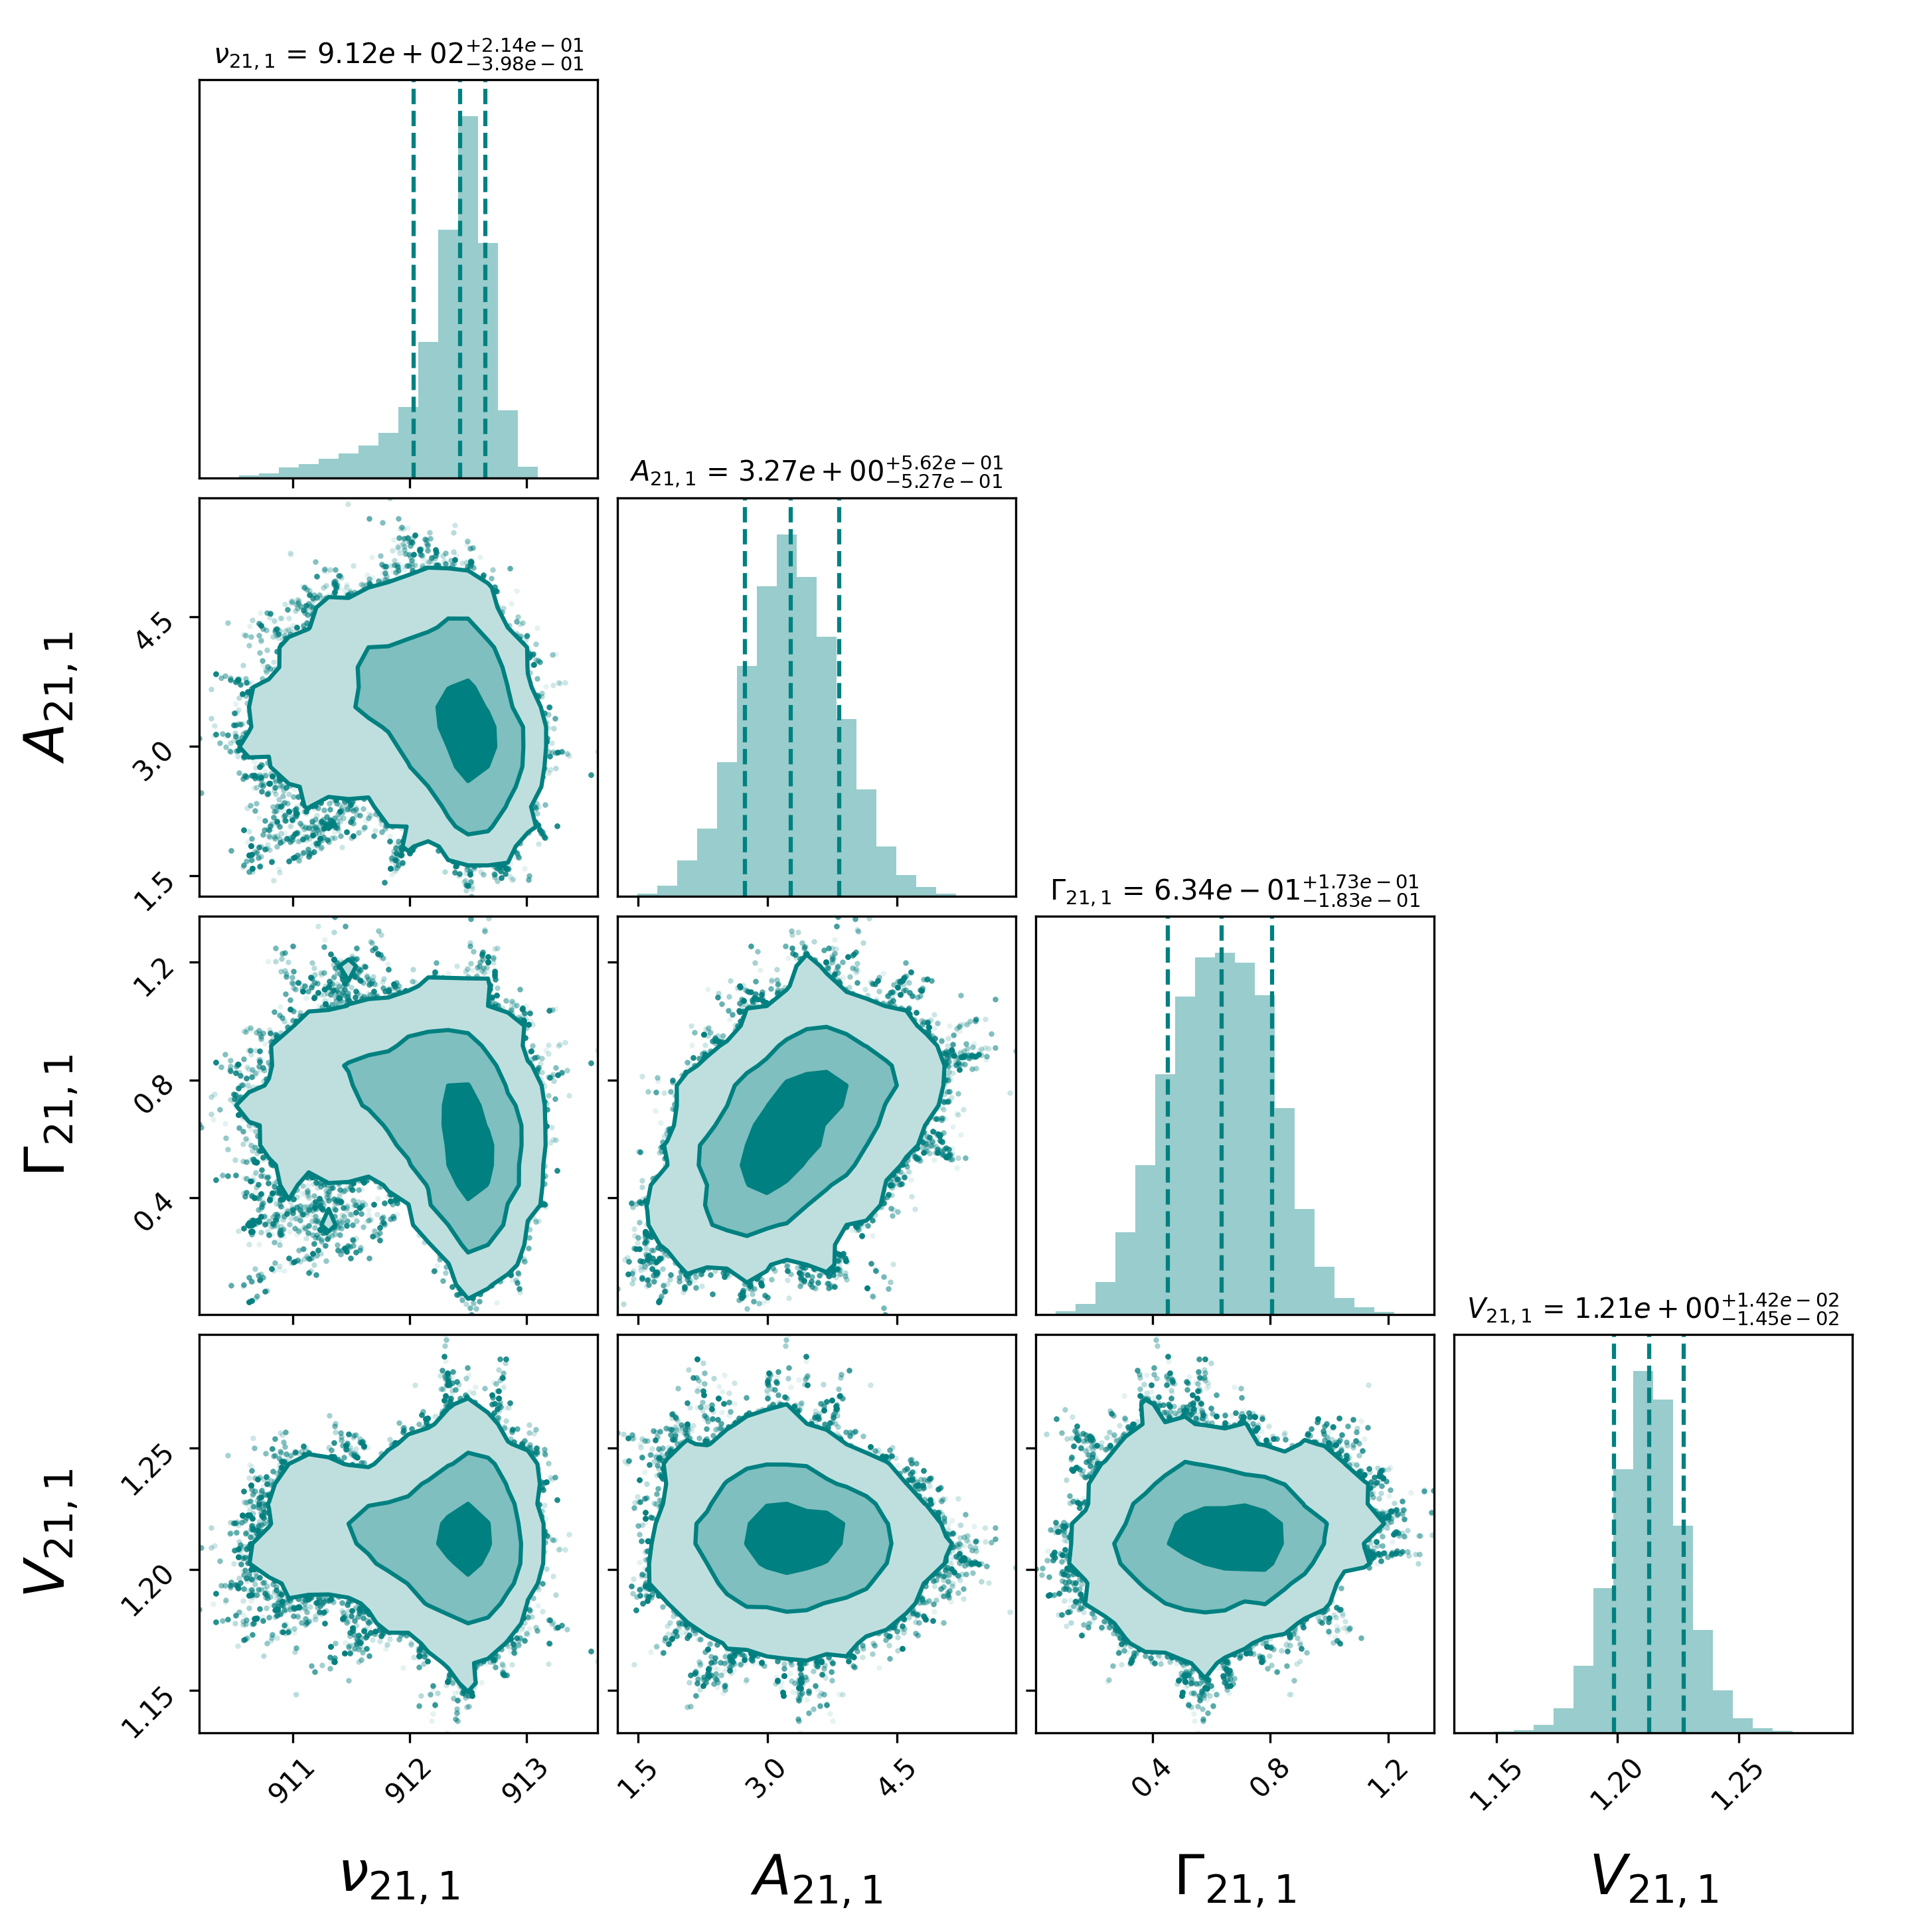 ν21, 1 = 9.12e + 02 +2.14e − 01 −3.98e − 01
A21, 1 = 3.27e + 00 +5.62e − 01 −5.27e − 01
A21, 1
4.5
3.0
1.5
Γ21, 1 = 6.34e − 01 +1.73e − 01 −1.83e − 01
Γ21, 1
1.2
0.8
0.4
V21, 1 = 1.21e + 00 +1.42e − 02 −1.45e − 02
V21, 1
1.25
1.20
1.15
911 912 913 1.5 3.0 4.5 0.4 0.8 1.2 1.15 1.20 1.25
ν21, 1 A21, 1 Γ21, 1 V21, 1